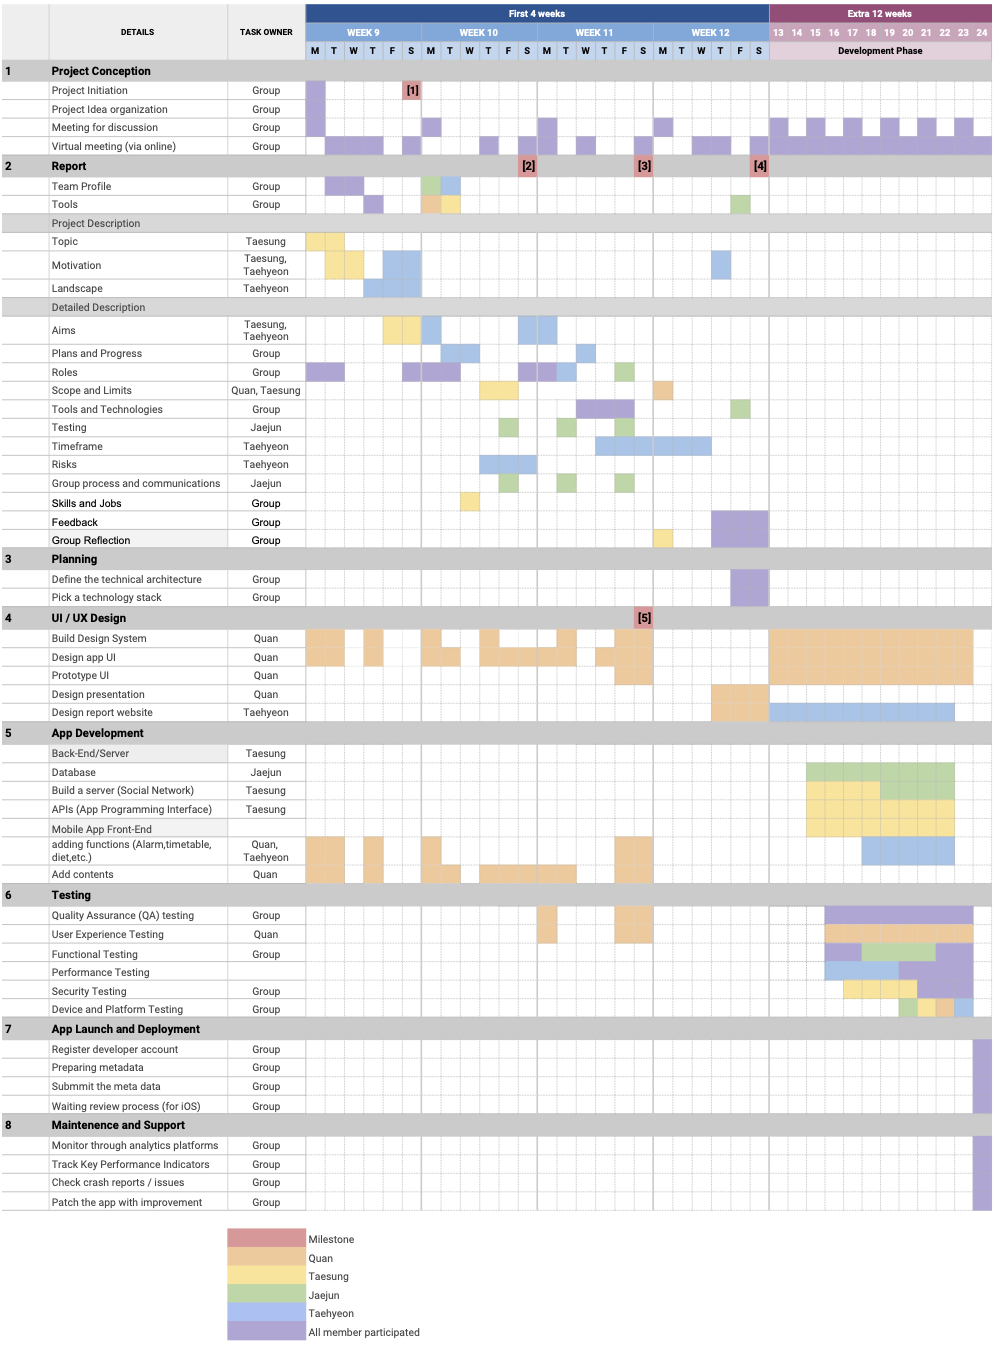 First 4 weeks Extra 12 weeks
DETAILS TASK OWNER WEEK 9 WEEK 10 WEEK 11 WEEK 12 13 14 15 16 17 18 19 20 21 22 23 24
M T W T F S M T W T F S M T W T F S M T W T F S Development Phase
1 Project Conception
Project Initiation Group [1]
Project Idea organization Group
Meeting for discussion Group
Virtual meeting (via online) Group
2 Report [2] [3] [4]
Team Profile Group
Tools Group
Project Description
Topic Taesung
Motivation Taesung,
Taehyeon
Landscape Taehyeon
Detailed Description
Aims Taesung,
Taehyeon
Plans and Progress Group
Roles Group
Scope and Limits Quan, Taesung
Tools and Technologies Group
Testing Jaejun
Timeframe Taehyeon
Risks Taehyeon
Group process and communications Jaejun
Skills and Jobs Group
Feedback Group
Group Reflection Group
3 Planning
Define the technical architecture Group
Pick a technology stack Group
4 UI / UX Design [5]
Build Design System Quan
Design app UI Quan
Prototype UI Quan
Design presentation Quan
Design report website Taehyeon
5 App Development
Back-End/Server Taesung
Database Jaejun
Build a server (Social Network) Taesung
APIs (App Programming Interface) Taesung
Mobile App Front-End
adding functions (Alarm,timetable, Quan,
diet,etc.) Taehyeon
Add contents Quan
6 Testing
Quality Assurance (QA) testing Group
User Experience Testing Quan
Functional Testing Group
Performance Testing
Security Testing Group
Device and Platform Testing Group
7 App Launch and Deployment
Register developer account Group
Preparing metadata Group
Submmit the meta data Group
Waiting review process (for iOS) Group
8 Maintenence and Support
Monitor through analytics platforms Group
Track Key Performance Indicators Group
Check crash reports / issues Group
Patch the app with improvement Group
Milestone
Quan
Taesung
Jaejun
Taehyeon
All member participated